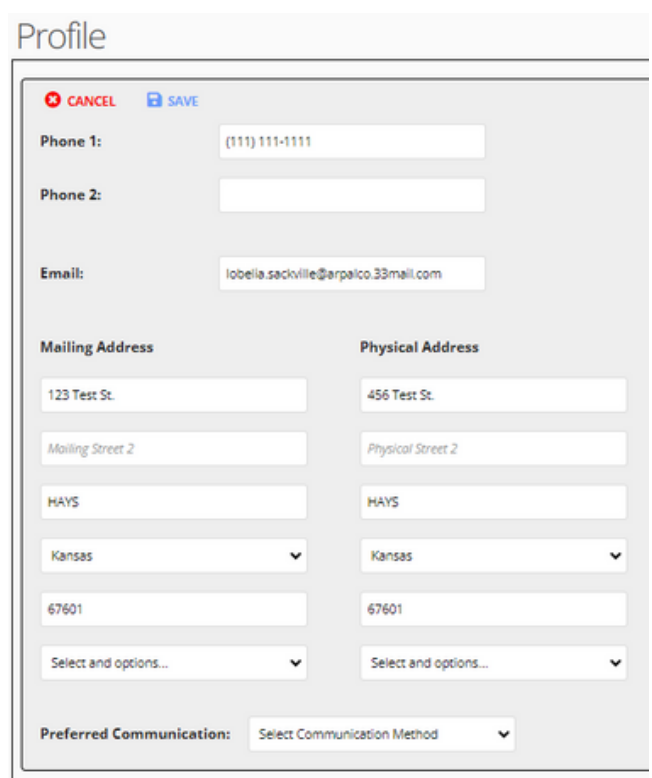 Profile
CANCEL SAVE
Phone 1: (111) 111-1111
Phone 2:
Email: lobelia.sackville@arpalco.33mail.com
Mailing Address Physical Address
123 Test St. 456 Test St.
Mailing Street 2 Physical Street 2
HAYS HAYS
Kansas Kansas
67601 67601
Select and options... Select and options...
Preferred Communication: Select Communication Method